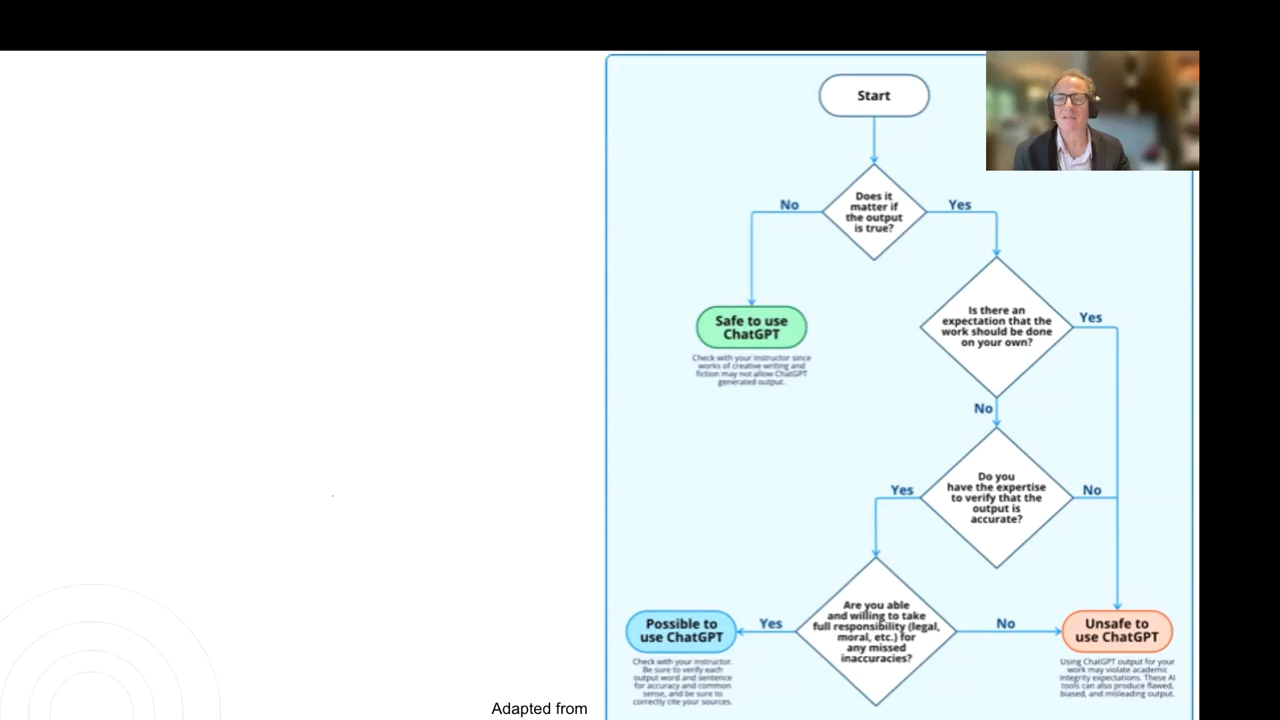 Start
Does it
matter if
the output
is true?
No
Yes
Safe to use
ChatGPT
Check with your instructor since
works of creative writing and
fiction may not allow ChatGPT
generated output.
Is there an
expectation that the
work should be done
on your own?
Yes
No
Do you
have the expertise
to verify that the
output is
accurate?
Yes
No
Are you able
and willing to take
full responsibility (legal,
moral, etc.) for
any missed
inaccuracies?
Yes
No
Possible to
use ChatGPT
Check with your instructor.
Be sure to verify each
output word and sentence
for accuracy and common
sense, and be sure to
correctly cite your sources.
Unsafe to
use ChatGPT
Using ChatGPT output for your
work may violate academic
integrity expectations. These AI
tools can also produce flawed,
biased, and misleading output.
Adapted from